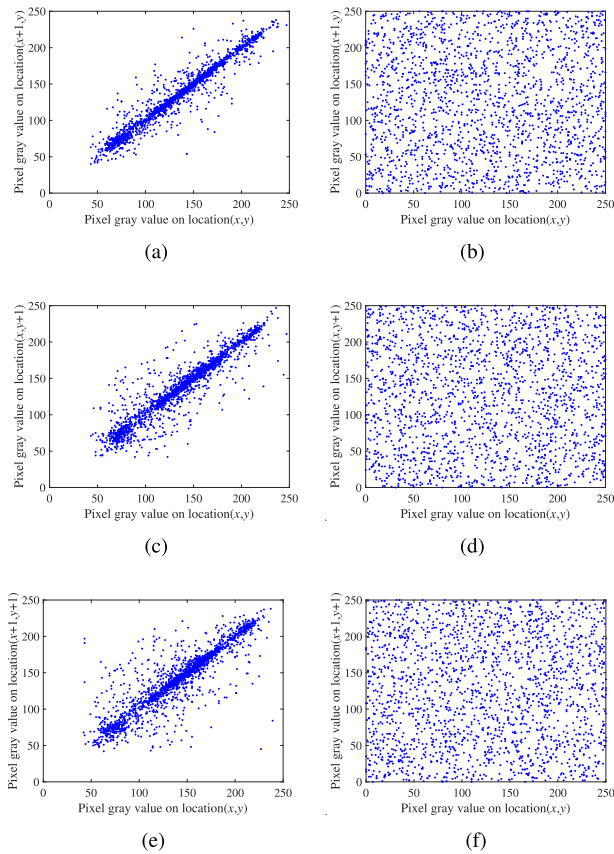 Pixel gray value on location(x+1,y)
250
200
150
100
50
0
0 50 100 150 200 250
Pixel gray value on location(x,y)
(a)
Pixel gray value on location(x+1,y)
250
200
150
100
50
0
0 50 100 150 200 250
Pixel gray value on location(x,y)
(b)
Pixel gray value on location(x,y+1)
250
200
150
100
50
0
0 50 100 150 200 250
Pixel gray value on location(x,y)
(c)
Pixel gray value on location(x,y+1)
250
200
150
100
50
0
0 50 100 150 200 250
Pixel gray value on location(x,y)
(d)
Pixel gray value on location(x+1,y+1)
250
200
150
100
50
0
0 50 100 150 200 250
Pixel gray value on location(x,y)
(e)
Pixel gray value on location(x+1,y+1)
250
200
150
100
50
0
0 50 100 150 200 250
Pixel gray value on location(x,y)
(f)